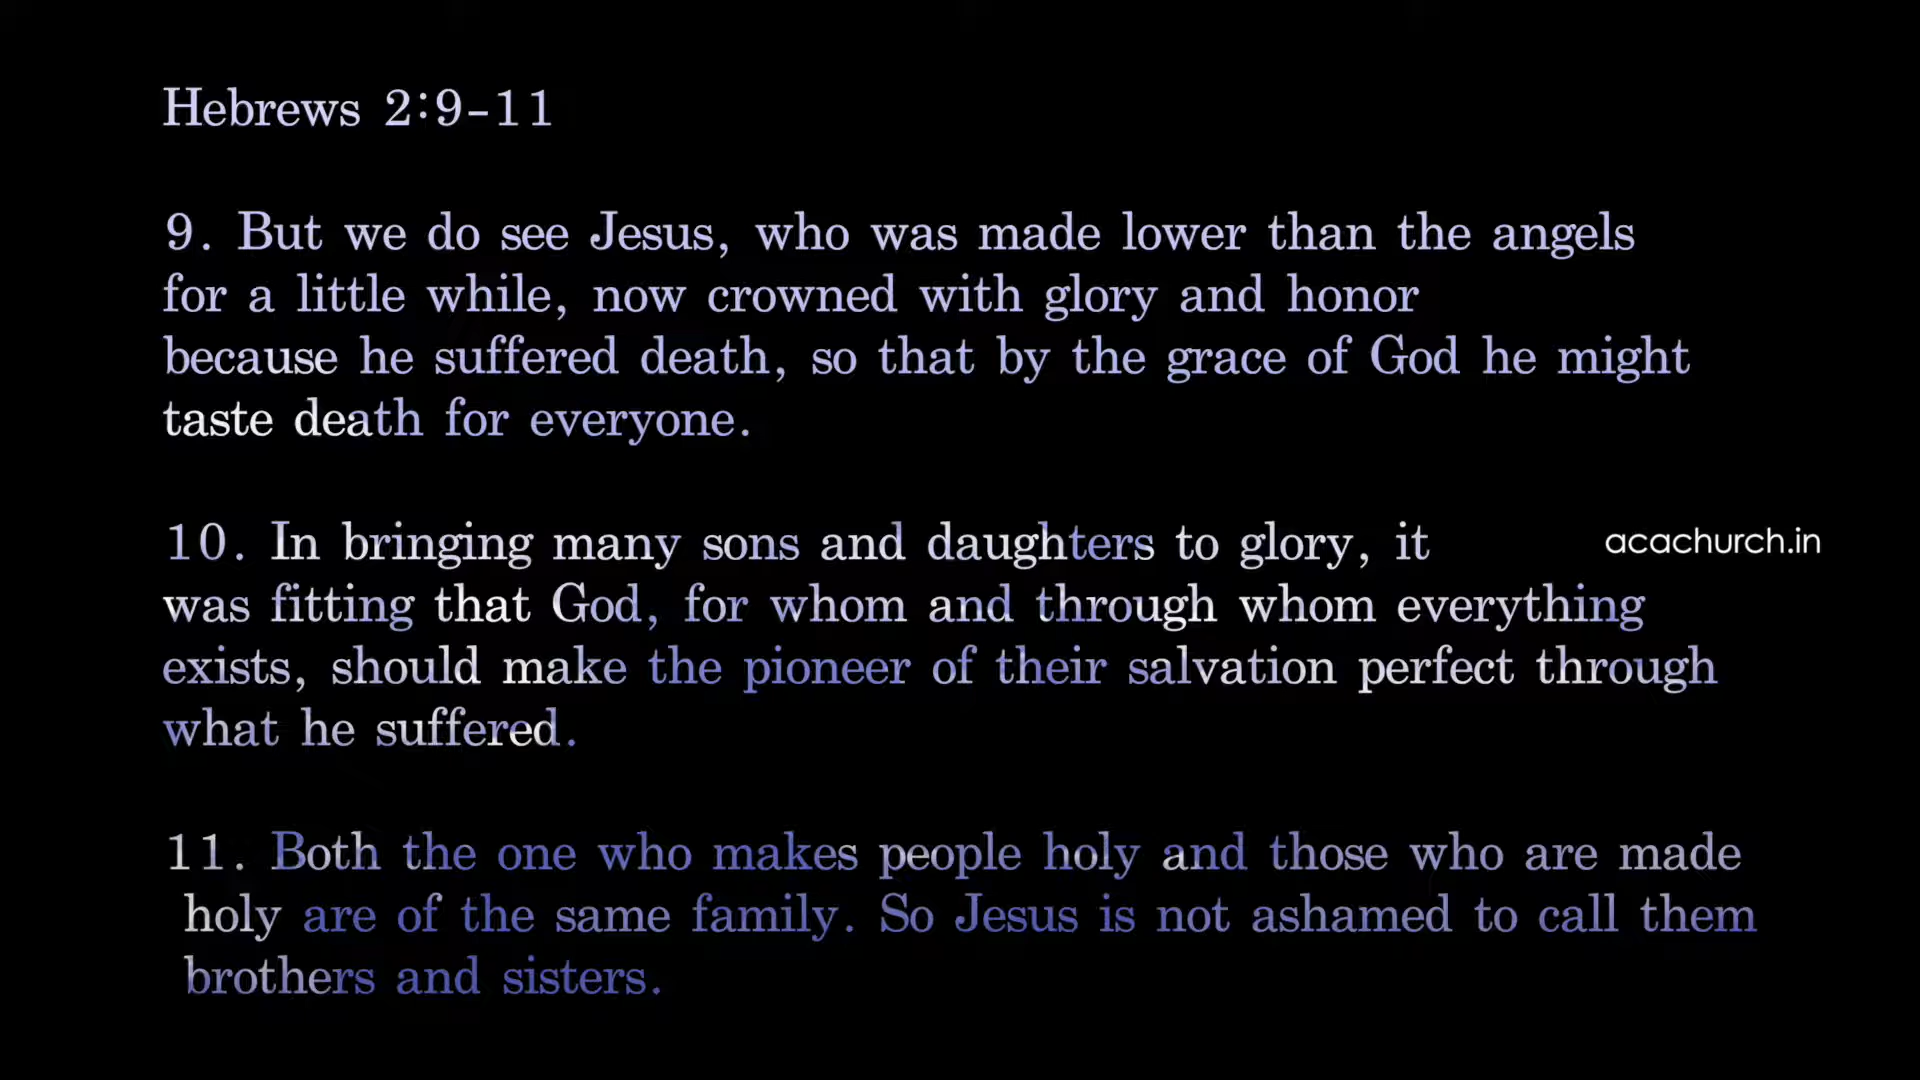 Hebrews 2:9-11
9. But we do see Jesus, who was made lower than the angels
for a little while, now crowned with glory and honor
because he suffered death, so that by the grace of God he might
taste death for everyone.
10. In bringing many sons and daughters to glory, it
acachurch.in
was fitting that God, for whom and through whom everything
exists, should make the pioneer of their salvation perfect through
what he suffered.
11. Both the one who makes people holy and those who are made
holy are of the same family. So Jesus is not ashamed to call them
brothers and sisters.